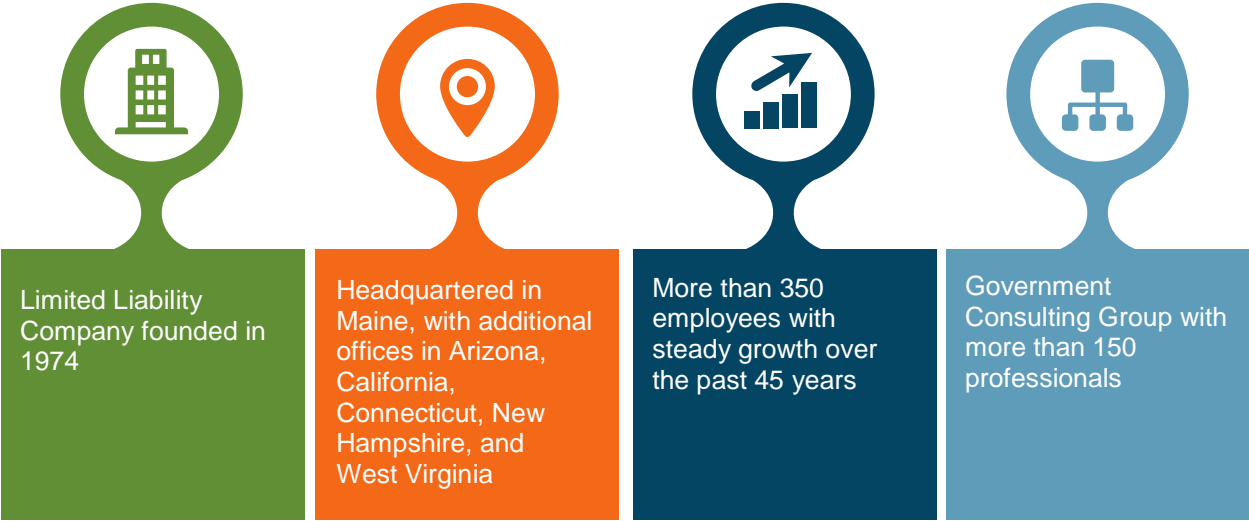 Limited Liability
Company founded in
1974
Headquartered in
Maine, with additional
offices in Arizona,
California,
Connecticut, New
Hampshire, and
West Virginia
More than 350
employees with
steady growth over
the past 45 years
Government
Consulting Group with
more than 150
professionals